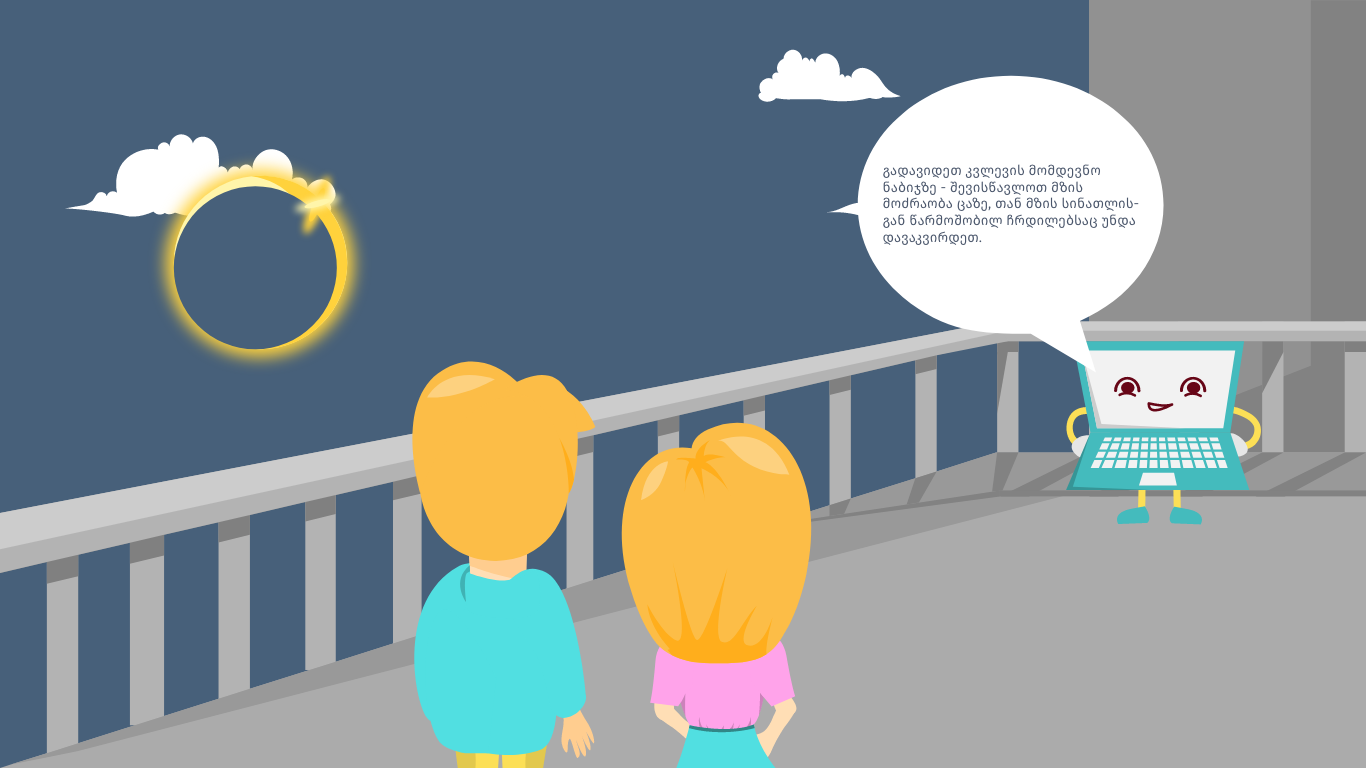 გადავიდეთ კვლევის მომდევნო
ნაბიჯზე - შევისწავლოთ მზის
მოძრაობა ცაზე, თან მზის სინათლის-
გან წარმოშობილ ჩრდილებსაც უნდა
დავაკვირდეთ.